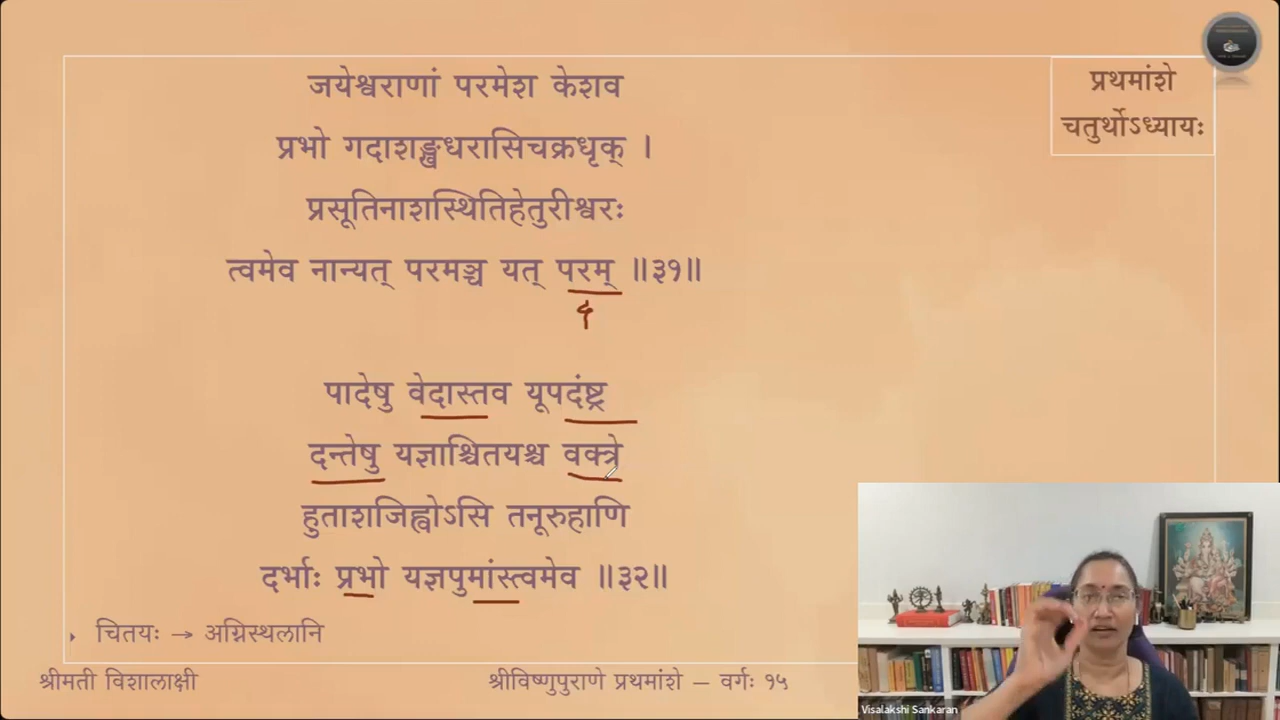 जयेश्वराणां परमेश केशव
प्रभो गदाशङ्खधरासिचक्रधृक् ।
प्रसूतिनाशस्थितिहेतुरीश्वरः
त्वमेव नान्यत् परमञ्च यत् परम् ॥३१॥
पादेषु वेदास्तव यूपदंष्ट्र
दन्तेषु यज्ञाश्चितयश्च वक्त्रे
हुताशजिह्वोऽसि तनूरुहाणि
दर्भाः प्रभो यज्ञपुमांस्त्वमेव ॥३२॥
चितयः → अग्निस्थलानि
श्रीमती विशालाक्षी
श्रीविष्णुपुराणे प्रथमांशे – वर्गः १५
प्रथमांशे
चतुर्थोऽध्यायः
Visalakshi Sankaran